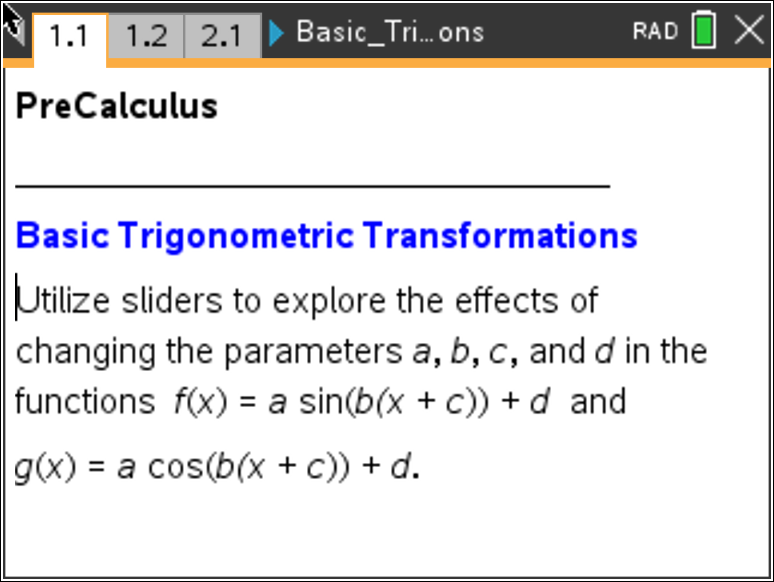 1.1 1.2 2.1 Basic_Tri…ons RAD
PreCalculus
Basic Trigonometric Transformations
Utilize sliders to explore the effects of
changing the parameters a, b, c, and d in the
functions f(x) = a sin(b(x + c)) + d and
g(x) = a cos(b(x + c)) + d.